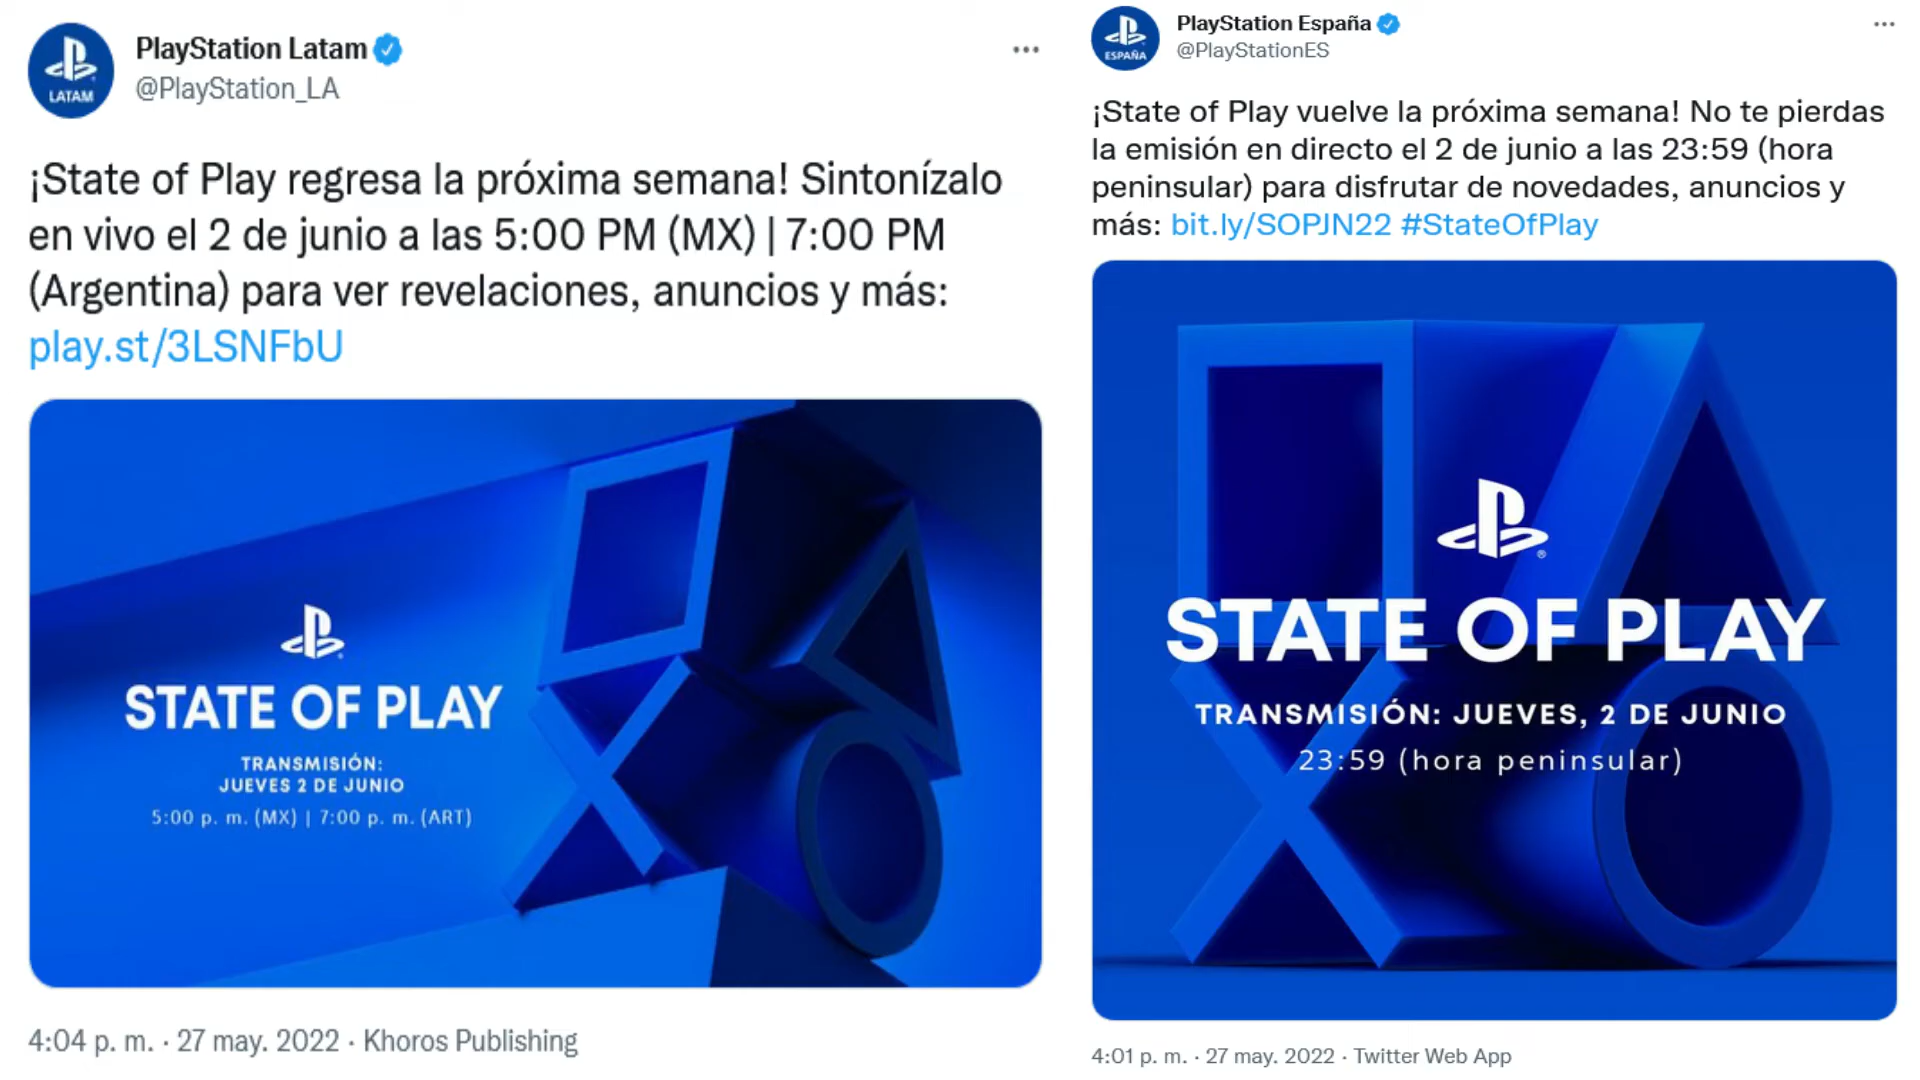 PlayStation Latam
@PlayStation_LA
LATAM
¡State of Play regresa la próxima semana! Sintonízalo
en vivo el 2 de junio a las 5:00 PM (MX) | 7:00 PM
(Argentina) para ver revelaciones, anuncios y más:
play.st/3LSNFbU
STATE OF PLAY
TRANSMISIÓN:
JUEVES 2 DE JUNIO
5:00 p. m. (MX) | 7:00 p. m. (ART)
4:04 p. m. · 27 may. 2022 · Khoros Publishing
PlayStation España
@PlayStationES
ESPAÑA
¡State of Play vuelve la próxima semana! No te pierdas
la emisión en directo el 2 de junio a las 23:59 (hora
peninsular) para disfrutar de novedades, anuncios y
más: bit.ly/SOPJN22 #StateOfPlay
STATE OF PLAY
TRANSMISIÓN: JUEVES, 2 DE JUNIO
23:59 (hora peninsular)
4:01 p. m. · 27 may. 2022 · Twitter Web App